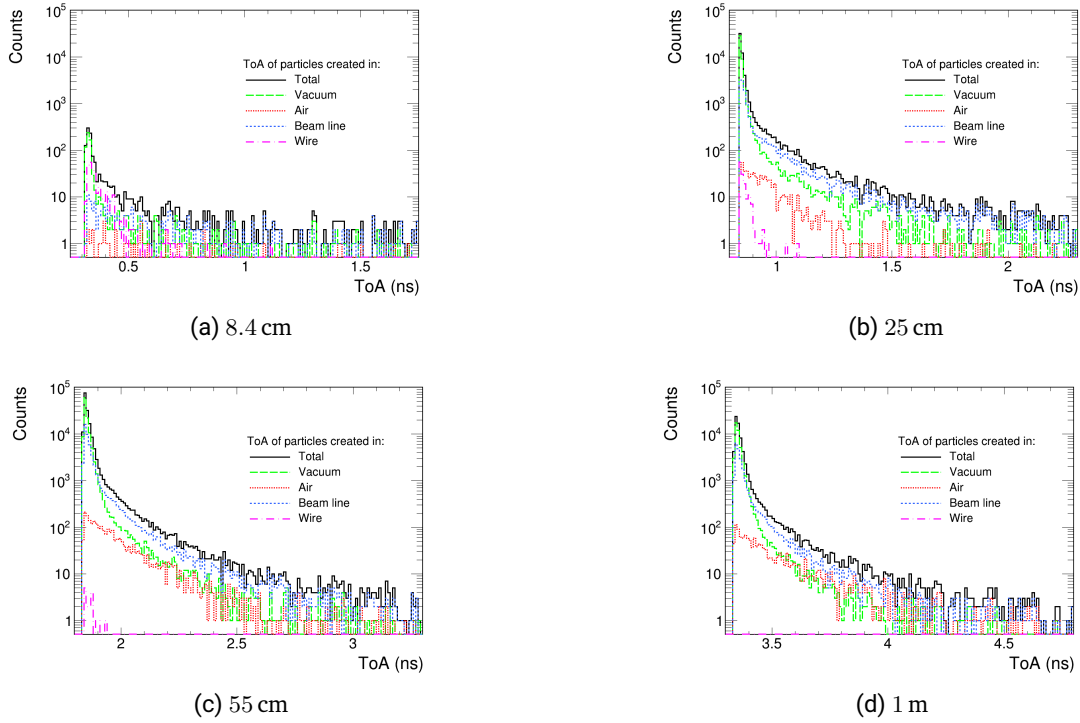 Counts
10^5
10^4
10^3
10^2
10
1
ToA of particles created in:
Total
Vacuum
Air
Beam line
Wire
0.5 1 1.5
ToA (ns)
(a) 8.4 cm
Counts
10^5
10^4
10^3
10^2
10
1
ToA of particles created in:
Total
Vacuum
Air
Beam line
Wire
1 1.5 2
ToA (ns)
(b) 25 cm
Counts
10^5
10^4
10^3
10^2
10
1
ToA of particles created in:
Total
Vacuum
Air
Beam line
Wire
2 2.5 3
ToA (ns)
(c) 55 cm
Counts
10^5
10^4
10^3
10^2
10
1
ToA of particles created in:
Total
Vacuum
Air
Beam line
Wire
3.5 4 4.5
ToA (ns)
(d) 1 m